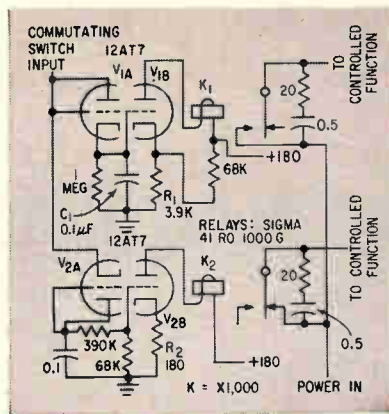 COMMUTATING
SWITCH
INPUT
12AT7
V1A
V1B
K1
TO
CONTROLLED
FUNCTION
20
0.5
+180
68K
1
MEG
C1
0.1µF
R1
3.9K
RELAYS: SIGMA
41 RO 1000 G
12AT7
V2A
K2
TO CONTROLLED
FUNCTION
20
0.5
390K
V2B
R2
180
+180
0.1
68K
K = X1,000
POWER IN